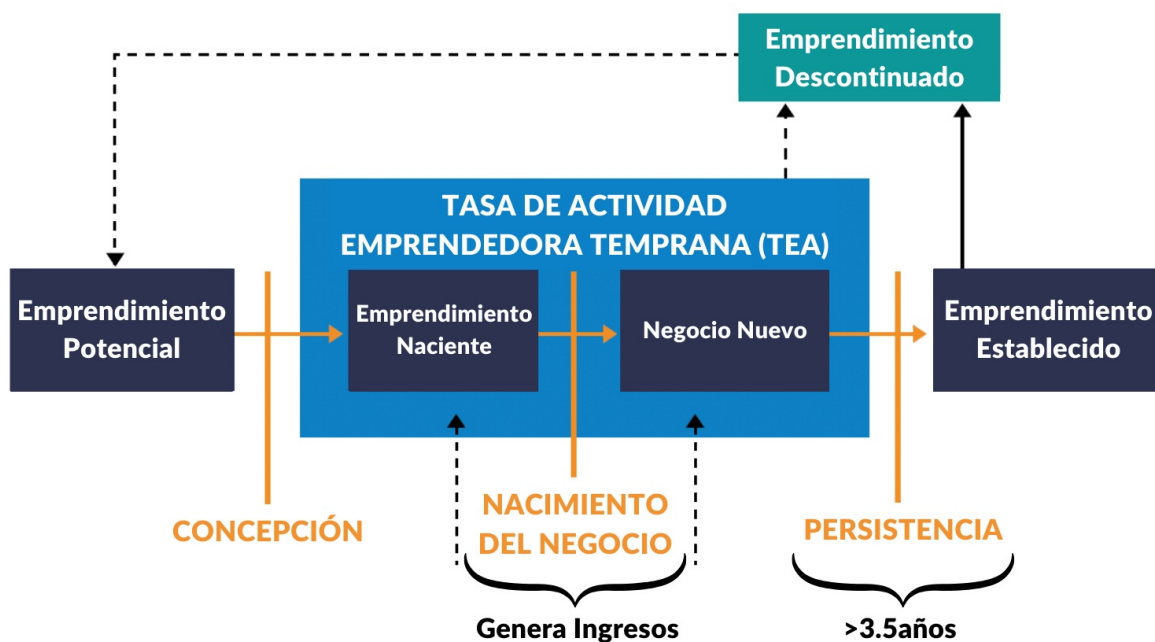 Emprendimiento
Descontinuado
TASA DE ACTIVIDAD
EMPRENDEDORA TEMPRANA (TEA)
Emprendimiento
Potencial
Emprendimiento
Naciente
Negocio Nuevo
Emprendimiento
Establecido
CONCEPCIÓN
NACIMIENTO
DEL NEGOCIO
PERSISTENCIA
Genera Ingresos
>3.5años